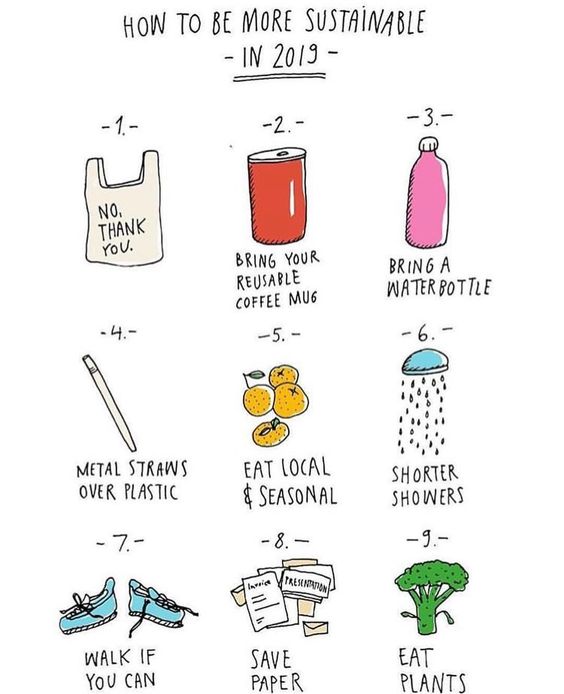 HOW TO BE MORE SUSTAINABLE
- IN 2019 -
- 1. -
NO,
THANK
YOU.
- 2. -
BRING YOUR
REUSABLE
COFFEE MUG
- 3. -
BRING A
WATERBOTTLE
- 4. -
METAL STRAWS
OVER PLASTIC
- 5. -
EAT LOCAL
& SEASONAL
- 6. -
SHORTER
SHOWERS
- 7. -
WALK IF
YOU CAN
- 8. -
Invoice
PRESENTATION
SAVE
PAPER
- 9. -
EAT
PLANTS